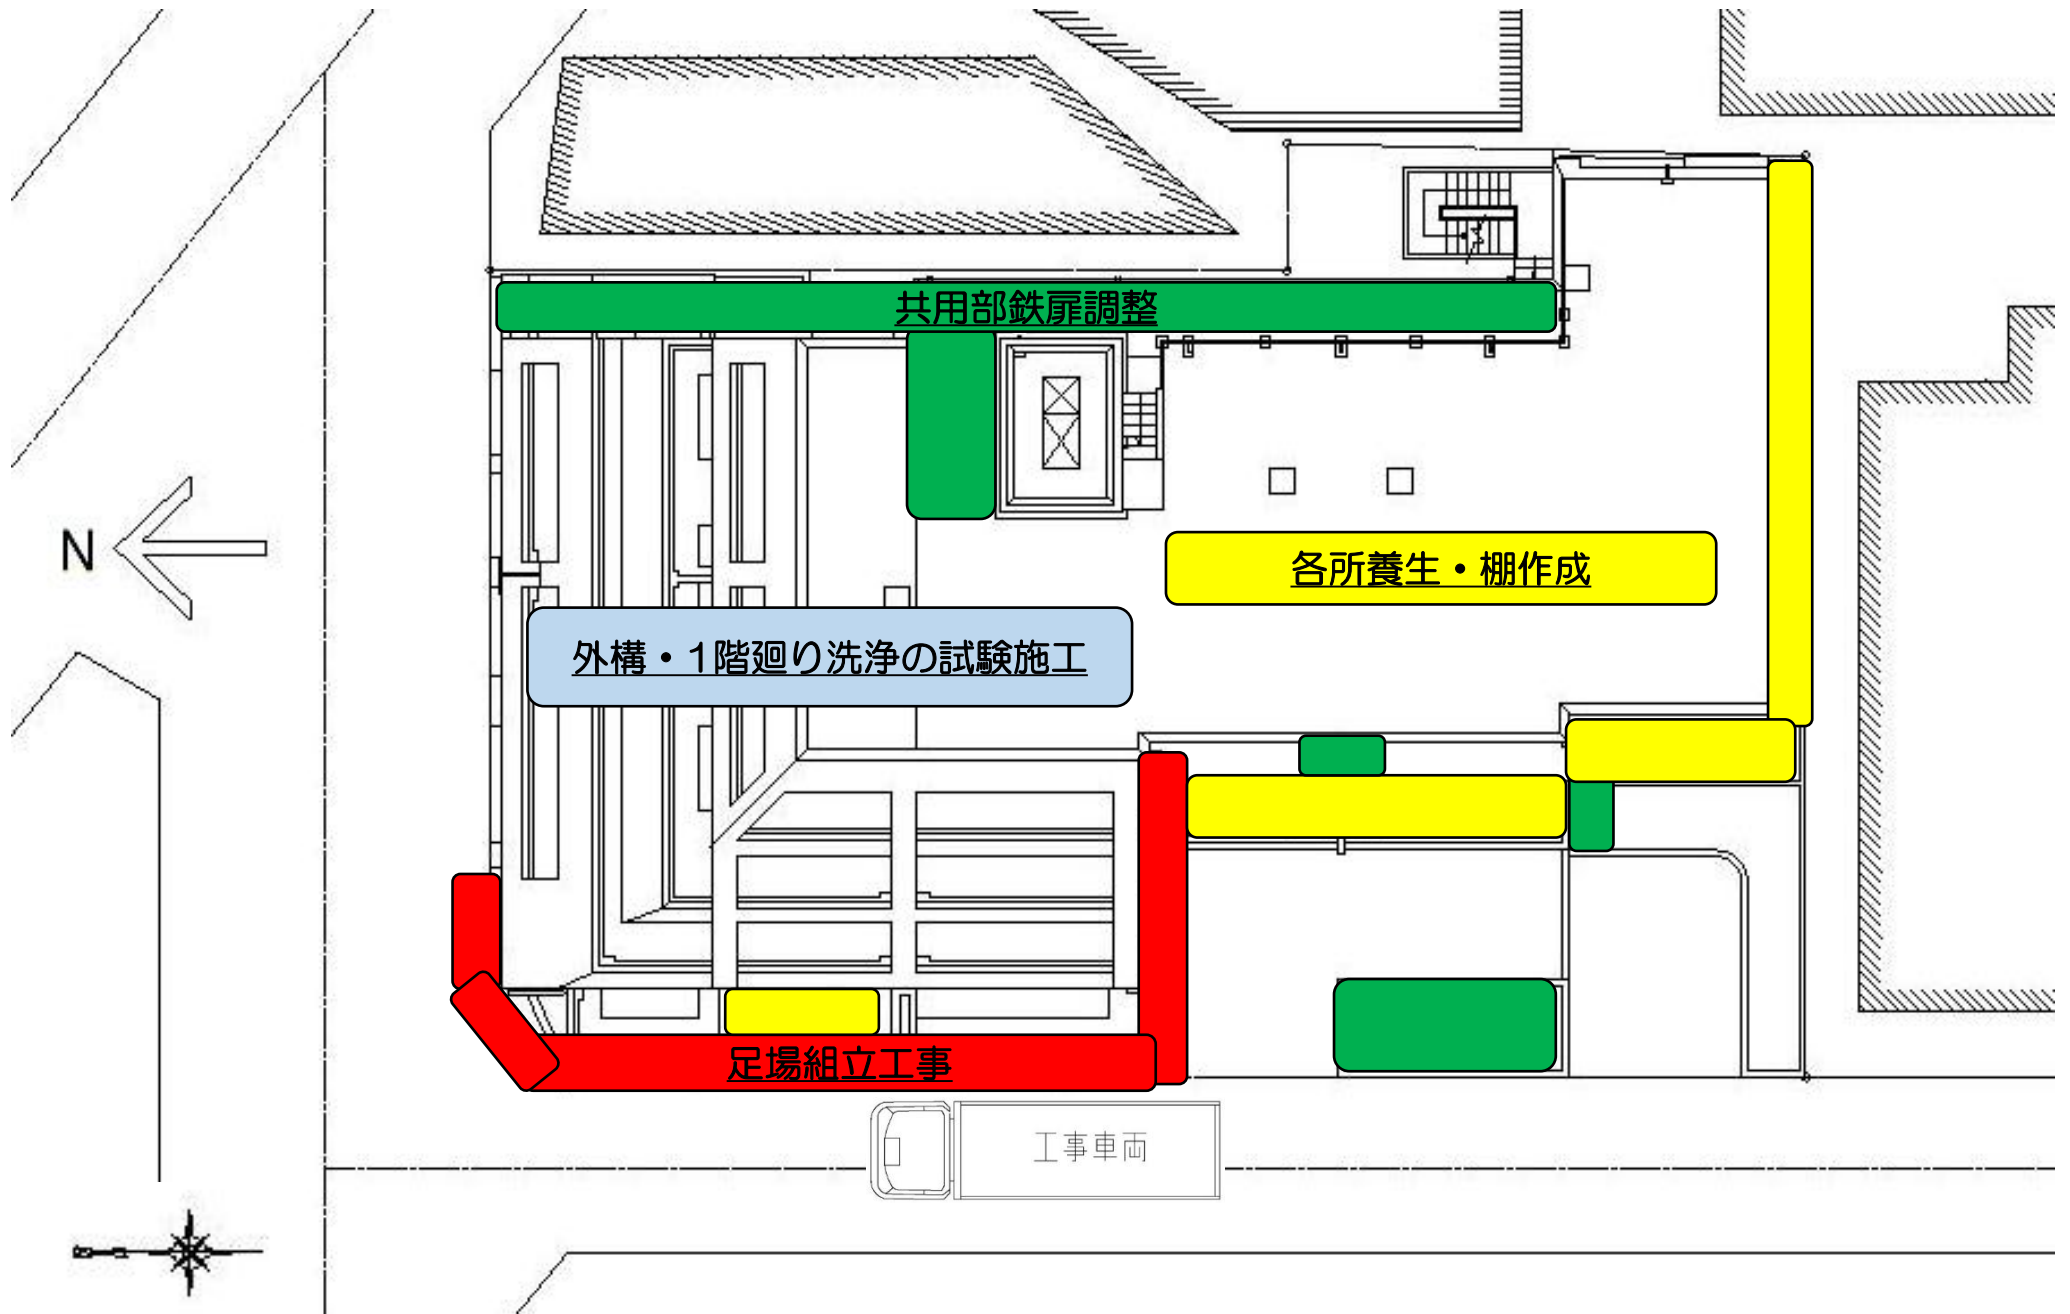 共用部鉄扉調整
N
各所養生・棚作成
外構・1階廻り洗浄の試験施工
足場組立工事
工事車両